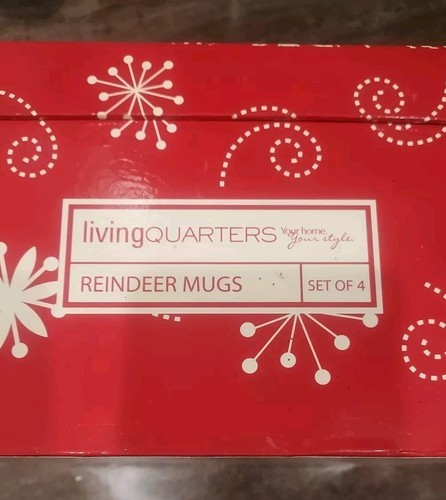 livingQUARTERS Your home. Your style.
REINDEER MUGS SET OF 4